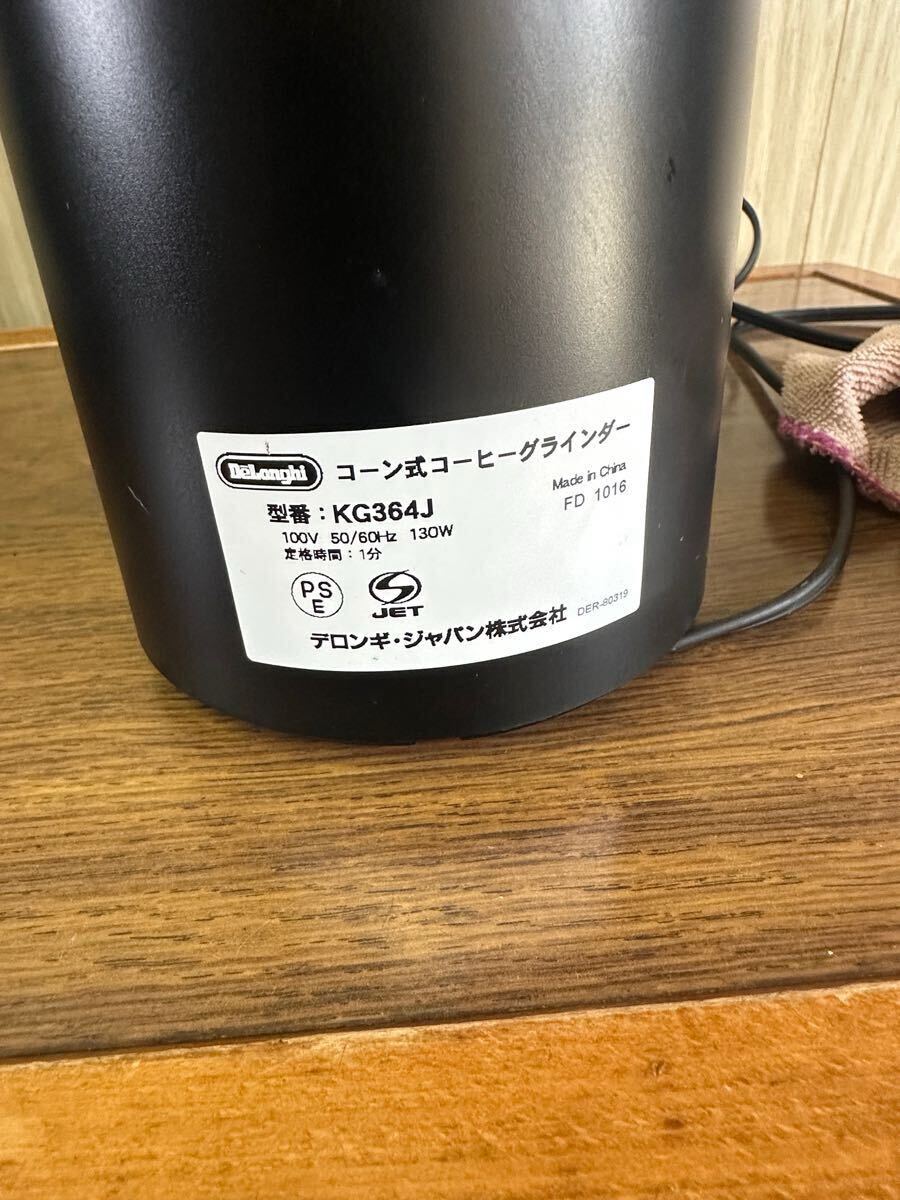 DeLonghi コーン式コーヒーグラインダー
型番：KG364J
Made in China
FD 1016
100V 50/60Hz 130W
定格時間：1分
PS
E
JET
デロンギ・ジャパン株式会社
DER-80319